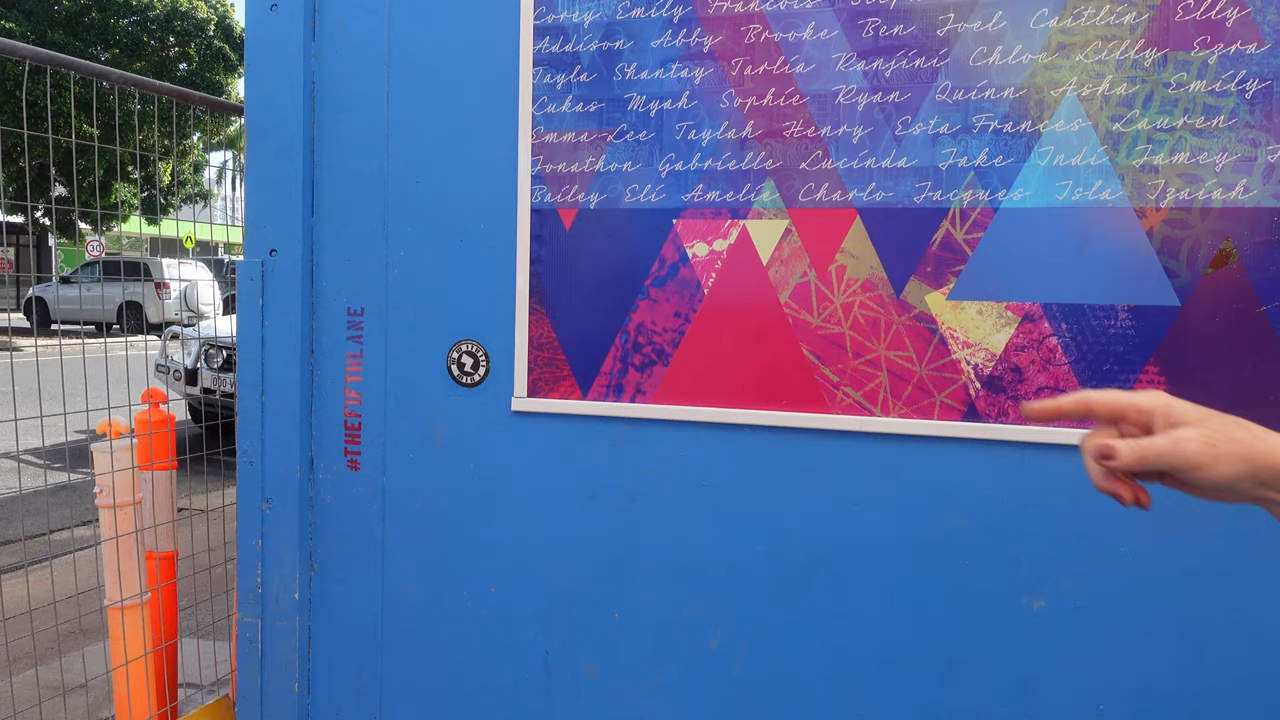 Corey Emily Francois
Addison Abby Brooke Ben Joel Caitlin Elly
Tayla Shantay Tarlia Ranjini Chloe Lilly Ezra
Lukas Myah Sophie Ryan Quinn Asha Emily
Emma-Lee Taylah Henry Esta Frances Lauren
Jonathon Gabrielle Lucinda Jake Indi Jamey
Bailey Eli Amelie Charlo Jacques Isla Izaiah
#THEFIFTHLANE
30